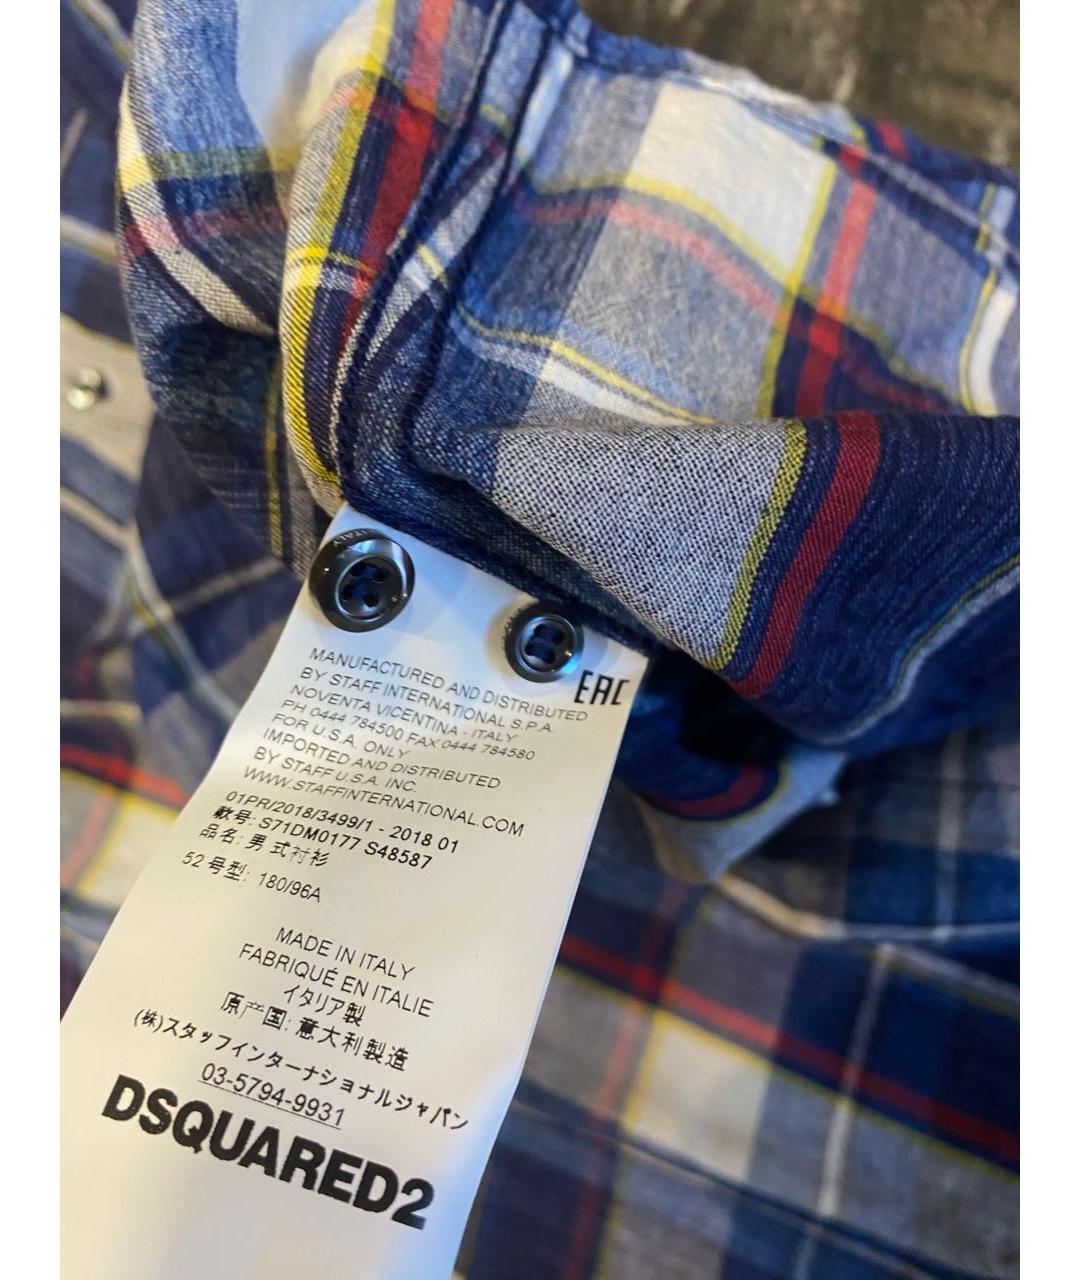 ITALY
MANUFACTURED AND DISTRIBUTED
BY STAFF INTERNATIONAL S.P.A.
EAC
NOVENTA VICENTINA - ITALY
PH 0444 784500 FAX 0444 784580
FOR U.S.A. ONLY
IMPORTED AND DISTRIBUTED
BY STAFF U.S.A. INC.
WWW.STAFFINTERNATIONAL.COM
01PR/2018/3499/1 - 2018 01
款号: S71DM0177 S48587
品名: 男式衬衫
52 号型: 180/96A
MADE IN ITALY
FABRIQUÉ EN ITALIE
イタリア製
原产国: 意大利製造
(株)スタッフインターナショナルジャパン
03-5794-9931
DSQUARED2